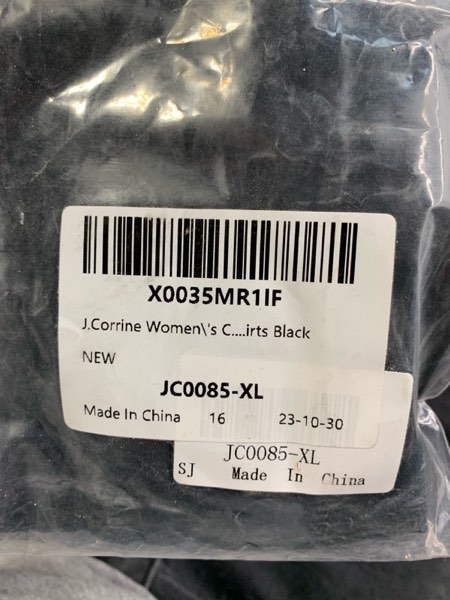 X0035MR1IF
J.Corrine Women\'s C....irts Black
NEW
JC0085-XL
Made In China 16 23-10-30
JC0085-XL
SJ Made In China